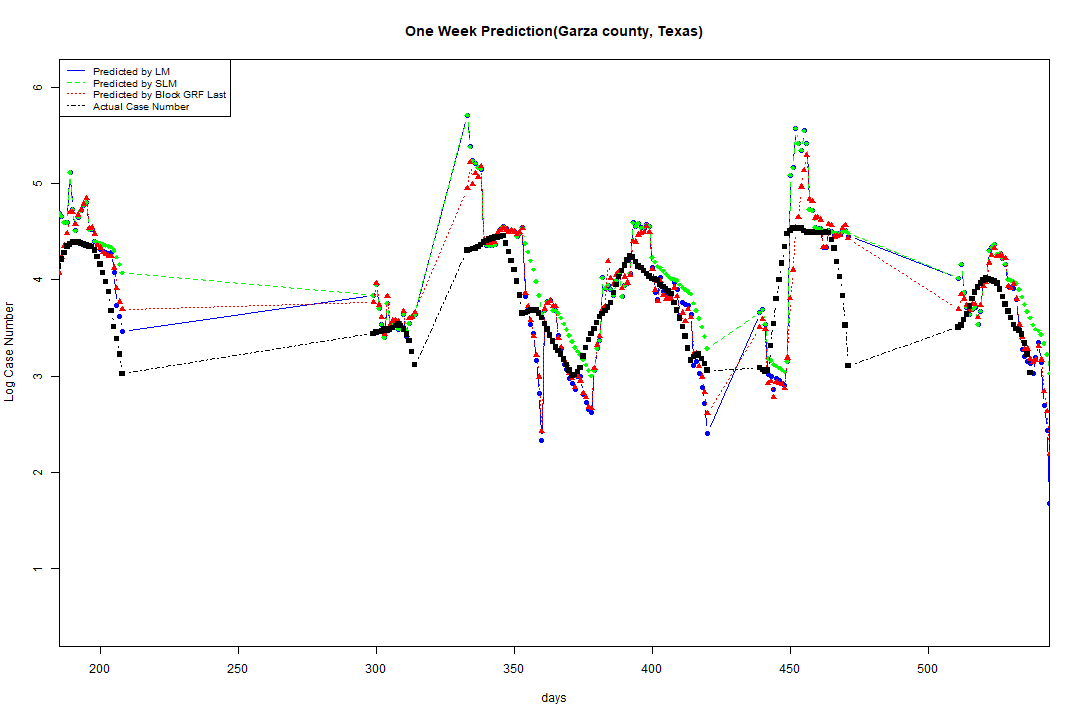 One Week Prediction(Garza county, Texas)
Predicted by LM
Predicted by SLM
Predicted by Block GRF Last
Actual Case Number
6
5
4
3
2
1
Log Case Number
200 250 300 350 400 450 500
days